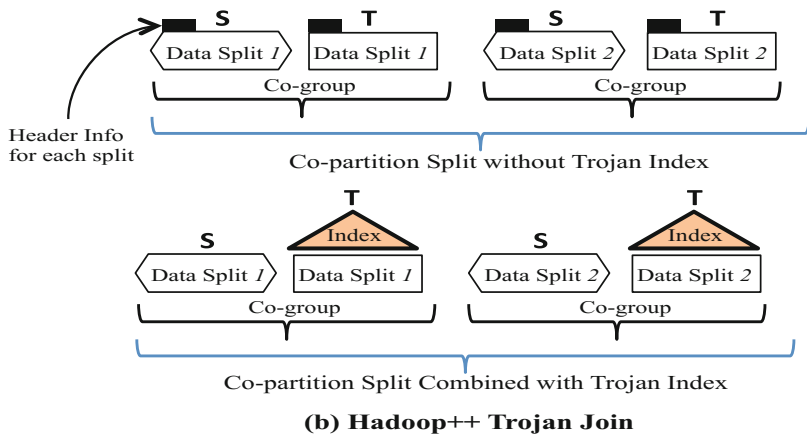 S T S T
Data Split 1 Data Split 1 Data Split 2 Data Split 2
Co-group Co-group
Header Info
for each split
Co-partition Split without Trojan Index
T T
S Index S Index
Data Split 1 Data Split 1 Data Split 2 Data Split 2
Co-group Co-group
Co-partition Split Combined with Trojan Index
(b) Hadoop++ Trojan Join